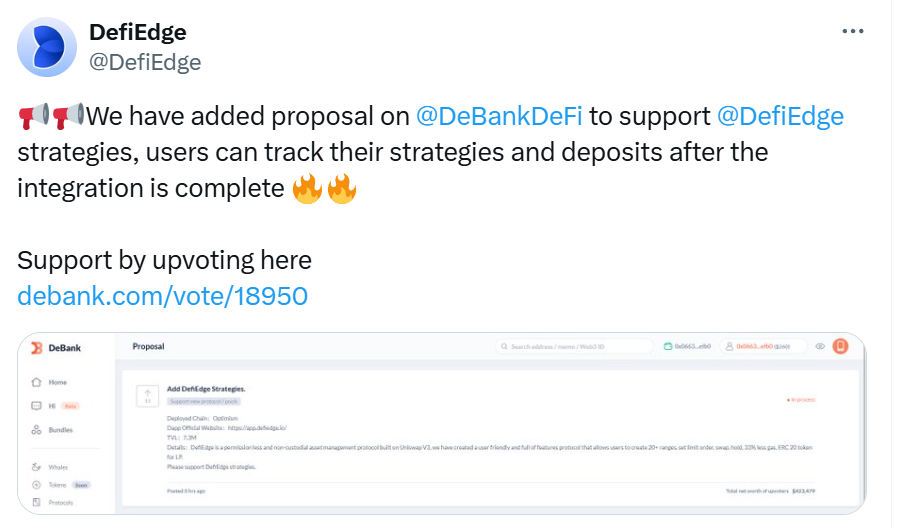 DefiEdge
@DefiEdge
📢📢We have added proposal on @DeBankDeFi to support @DefiEdge
strategies, users can track their strategies and deposits after the
integration is complete 🔥🔥
Support by upvoting here
debank.com/vote/18950
DeBank
Proposal
Search address / memo / Web3 ID
0x0663...efb0
0x0663...efb0 ($160)
Home
Hi Beta
Bundles
Whales
Tokens Soon
Protocols
11
Add DefiEdge Strategies.
Support new protocol / pools
In process
Deployed Chain: Optimism
Dapp Official Website: https://app.defiedge.io/
TVL: 7.3M
Details: DefiEdge is a permission less and non-custodial asset management protocol built on Uniswap V3, we have created a user friendly and full of features protocol that allows users to create 20+ ranges, set limit order, swap, hold, 33% less gas, ERC 20 token
for LP.
Please support DefiEdge strategies.
Posted 8 hrs ago
Total net worth of upvoters $423,479